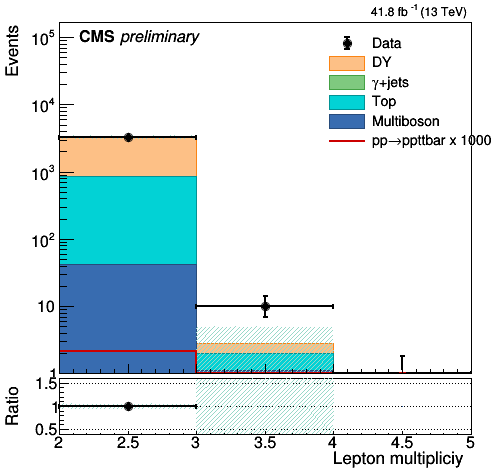 41.8 fb⁻¹ (13 TeV)
CMS preliminary
Events
Data
DY
γ+jets
Top
Multiboson
pp→ppttbar x 1000
10⁵
10⁴
10³
10²
10
1
Ratio
1.5
1
0.5
2 2.5 3 3.5 4 4.5 5
Lepton multipliciy